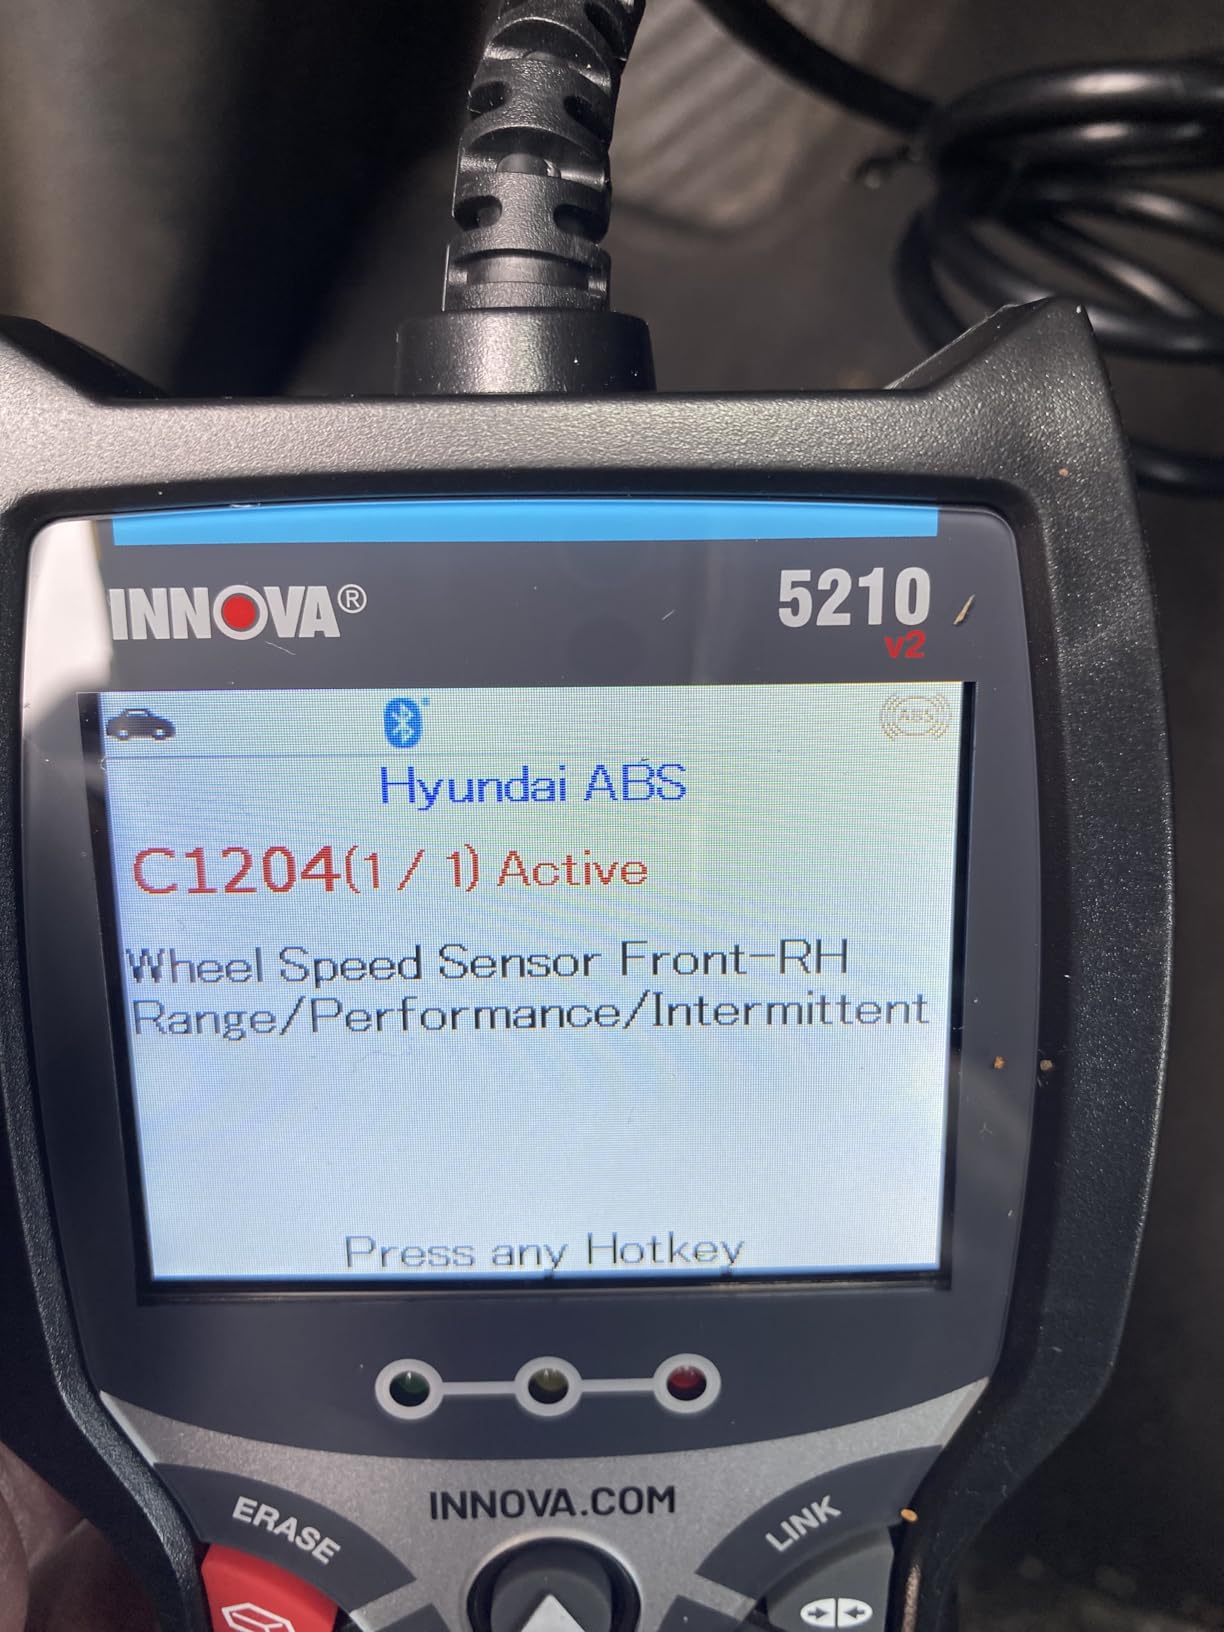 INNOVA®
5210
v2
ABS
Hyundai ABS
C1204(1 / 1) Active
Wheel Speed Sensor Front-RH
Range/Performance/Intermittent
Press any Hotkey
INNOVA.COM
ERASE
LINK